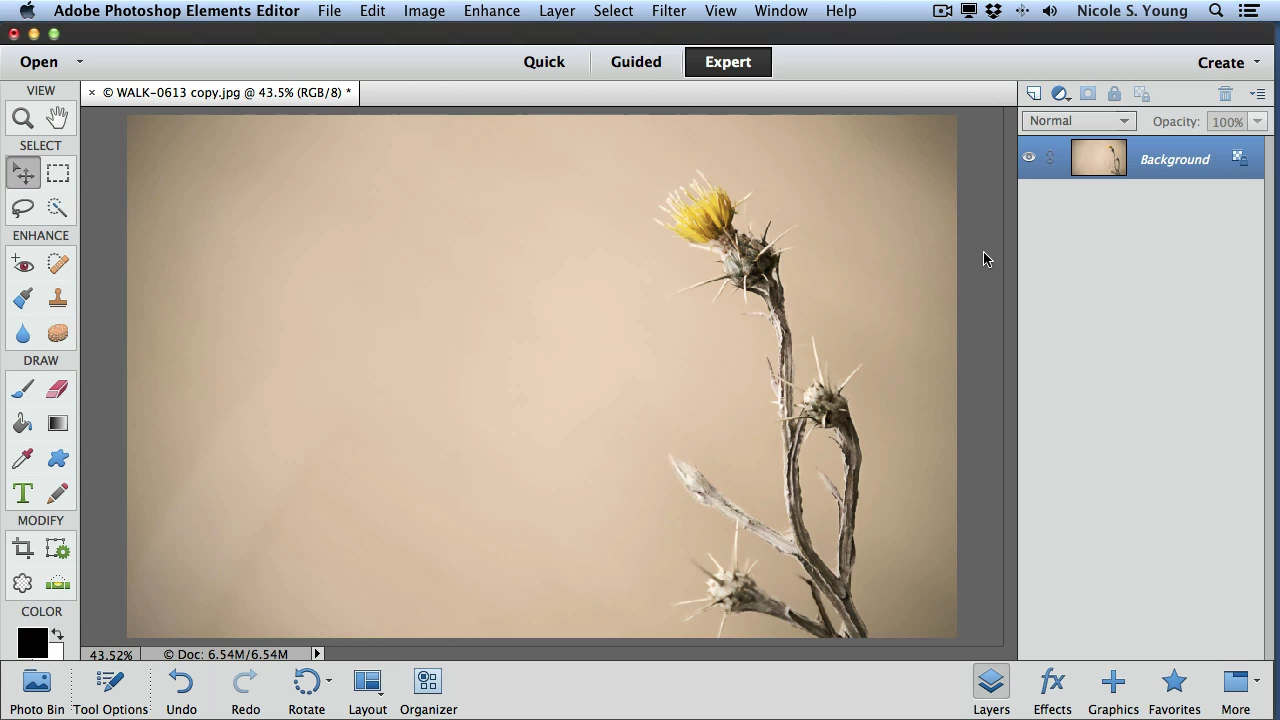 Adobe Photoshop Elements Editor File Edit Image Enhance Layer Select Filter View Window Help Nicole S. Young
Open Quick Guided Expert Create
VIEW
× © WALK-0613 copy.jpg @ 43.5% (RGB/8) *
Normal Opacity: 100%
SELECT
Background
ENHANCE
DRAW
T
MODIFY
COLOR
43.52% © Doc: 6.54M/6.54M
fx
Photo Bin Tool Options Undo Redo Rotate Layout Organizer Layers Effects Graphics Favorites More